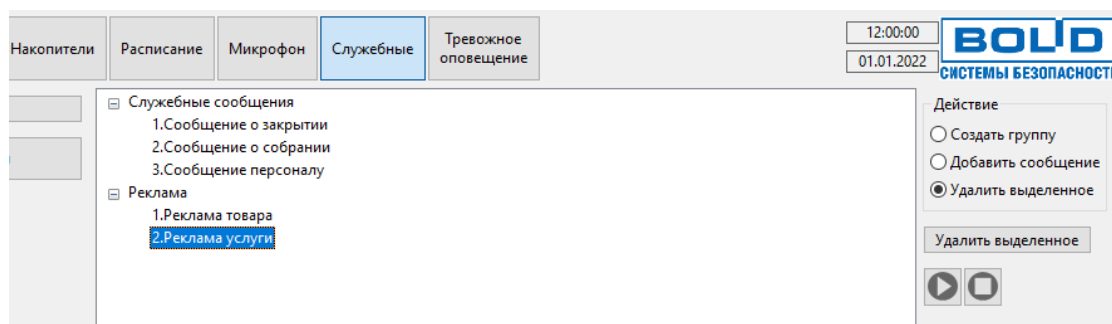 Накопители
Расписание
Микрофон
Служебные
Тревожное
оповещение
12:00:00
01.01.2022
BOLID
СИСТЕМЫ БЕЗОПАСНОСТИ
Служебные сообщения
1.Сообщение о закрытии
2.Сообщение о собрании
3.Сообщение персоналу
Реклама
1.Реклама товара
2.Реклама услуги
Действие
Создать группу
Добавить сообщение
Удалить выделенное
Удалить выделенное